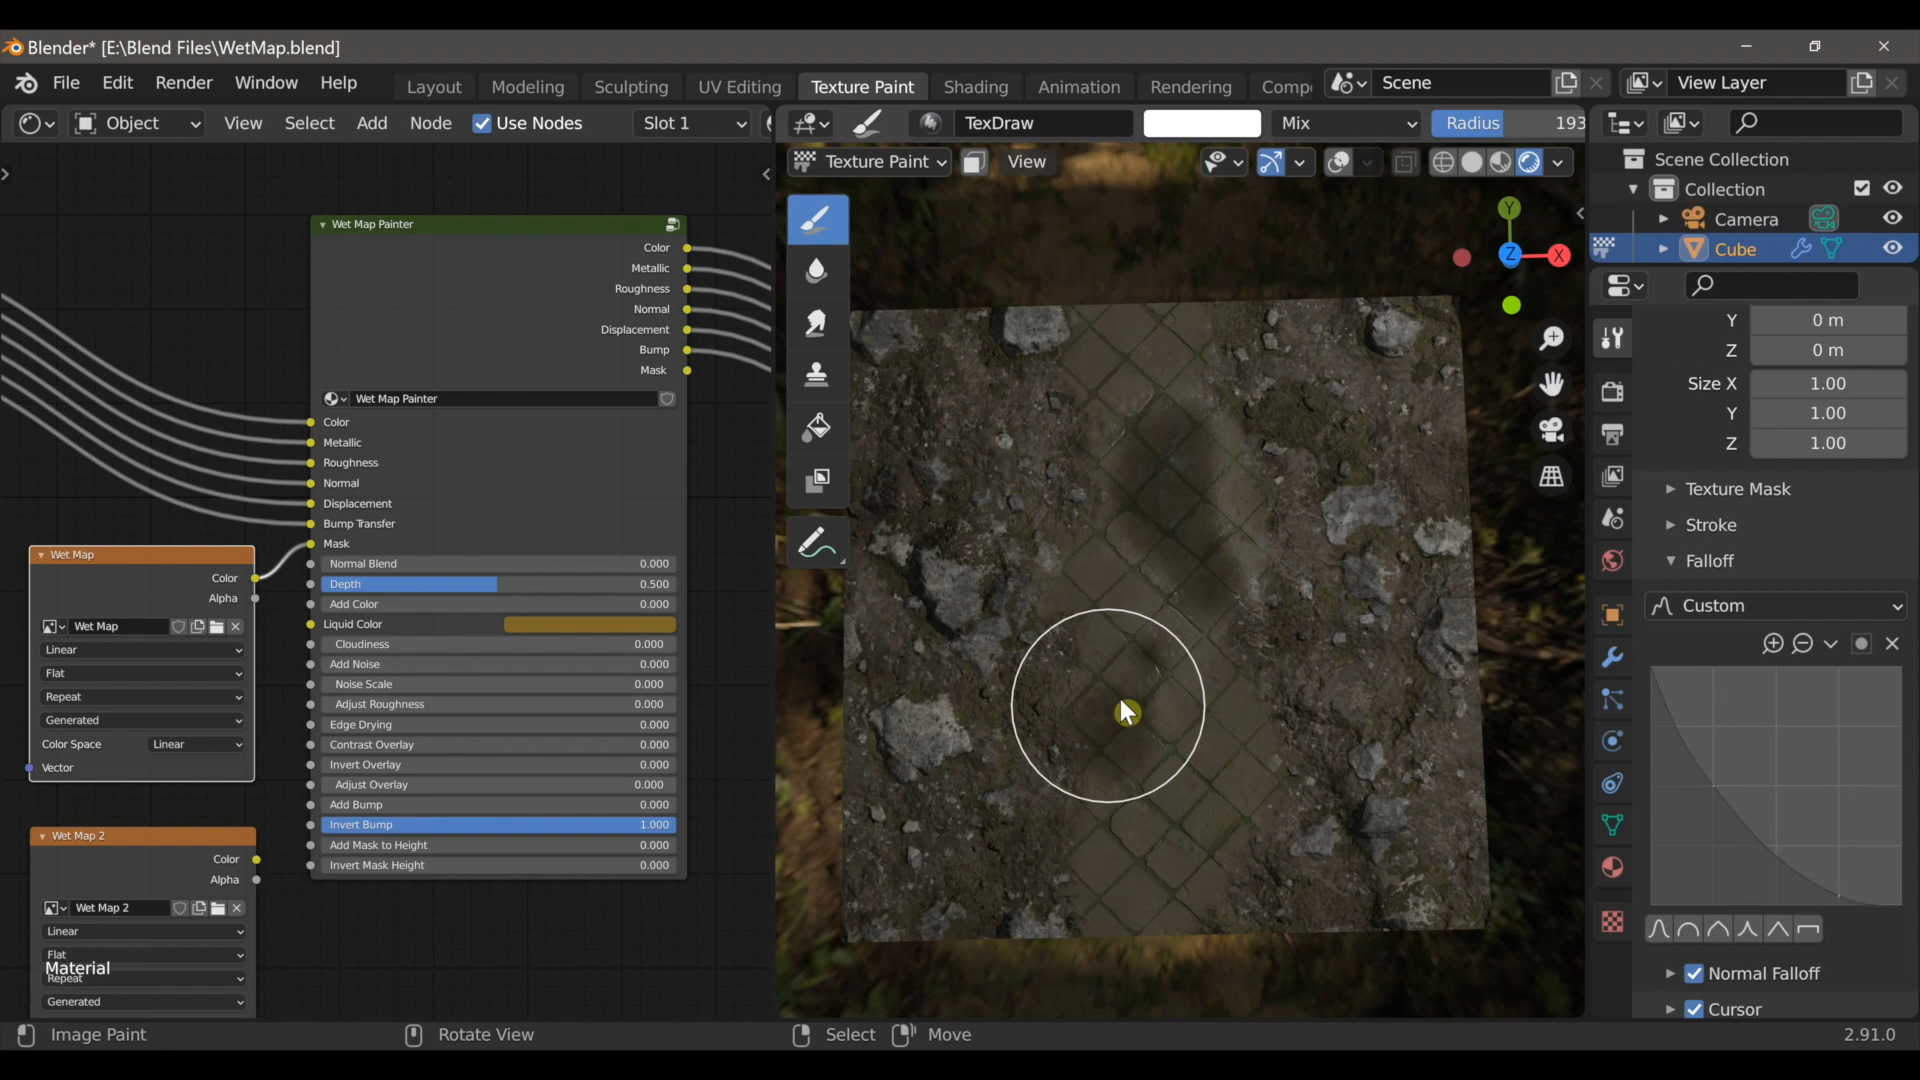 Blender* [E:\Blend Files\WetMap.blend]
File Edit Render Window Help
Layout Modeling Sculpting UV Editing Texture Paint Shading Animation Rendering Comp
Scene
View Layer
Object View Select Add Node Use Nodes Slot 1
TexDraw Mix Radius 193
Texture Paint View
Scene Collection
Collection
Camera
Cube
Wet Map Painter
Color
Metallic
Roughness
Normal
Displacement
Bump
Mask
Wet Map Painter
Color
Metallic
Roughness
Normal
Displacement
Bump Transfer
Mask
Normal Blend 0.000
Depth 0.500
Add Color 0.000
Liquid Color
Cloudiness 0.000
Add Noise 0.000
Noise Scale 0.000
Adjust Roughness 0.000
Edge Drying 0.000
Contrast Overlay 0.000
Invert Overlay 0.000
Adjust Overlay 0.000
Add Bump 0.000
Invert Bump 1.000
Add Mask to Height 0.000
Invert Mask Height 0.000
Wet Map
Color
Alpha
Wet Map
Linear
Flat
Repeat
Generated
Color Space Linear
Vector
Wet Map 2
Color
Alpha
Wet Map 2
Linear
Flat
Material
Repeat
Generated
Y
X
Z
Y 0 m
Z 0 m
Size X 1.00
Y 1.00
Z 1.00
Texture Mask
Stroke
Falloff
Custom
Normal Falloff
Cursor
Image Paint Rotate View Select Move 2.91.0